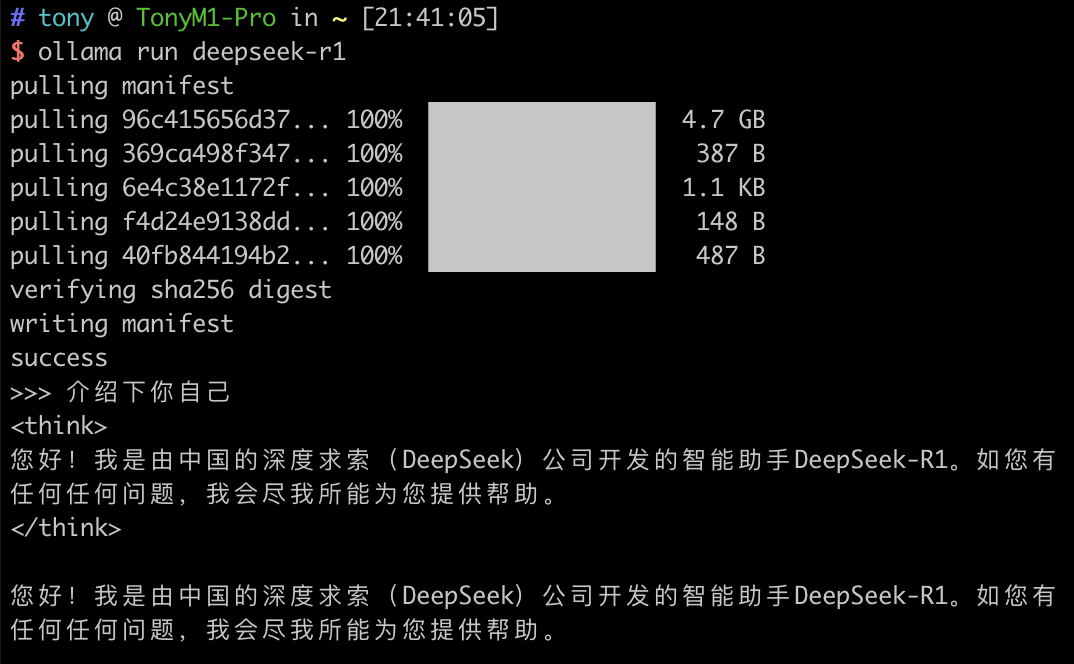 # tony @ TonyM1-Pro in ~ [21:41:05]
$ ollama run deepseek-r1
pulling manifest
pulling 96c415656d37... 100% 4.7 GB
pulling 369ca498f347... 100% 387 B
pulling 6e4c38e1172f... 100% 1.1 KB
pulling f4d24e9138dd... 100% 148 B
pulling 40fb844194b2... 100% 487 B
verifying sha256 digest
writing manifest
success
>>> 介绍下你自己
<think>
您好！我是由中国的深度求索（DeepSeek）公司开发的智能助手DeepSeek-R1。如您有
任何任何问题，我会尽我所能为您提供帮助。
</think>
您好！我是由中国的深度求索（DeepSeek）公司开发的智能助手DeepSeek-R1。如您有
任何任何问题，我会尽我所能为您提供帮助。